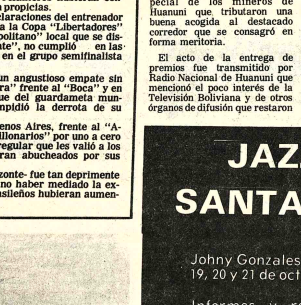 propicias.
claraciones del entrenador
a la Copa “Libertadores”
politano” local que se dis-
te”, no cumplió en las
en el grupo semifinalista
un angustioso empate sin
ra” frente al “Boca” y en
ue del guardameta mun-
mpidió la derrota de su
enos Aires, frente al “A-
llonarios” por uno a cero
regular que les valió a los
ran abucheados por sus
zonte- fue tan deprimente
no haber mediado la ex-
sileños hubieran aumen-
pecial de los mineros de
Huanuni que tributaron una
buena acogida al destacado
corredor que se consagró en
forma meritoria.
El acto de la entrega de
premios fue transmitido por
Radio Nacional de Huanuni que
mencionó el poco interés de la
Televisión Boliviana y de otros
órganos de difusión que restaron
JAZ
SANTA
Johny Gonzales
19, 20 y 21 de oct